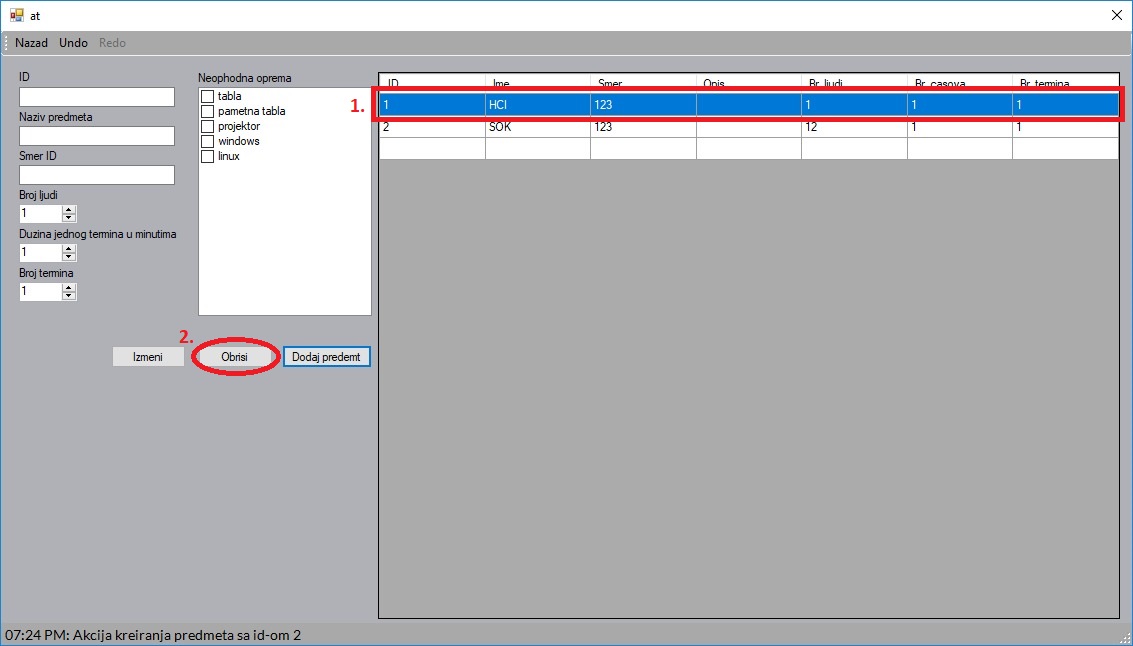 at
Nazad Undo Redo
ID
Naziv predmeta
Smer ID
Broj ljudi
1
Duzina jednog termina u minutima
1
Broj termina
1
Neophodna oprema
tabla
pametna tabla
projektor
windows
linux
ID Ime Smer Opis Br. ljudi Br. casova Br. termina
1.
1 HCI 123 1 1 1
2 SOK 123 12 1 1
2.
Izmeni Obrisi Dodaj predemt
07:24 PM: Akcija kreiranja predmeta sa id-om 2